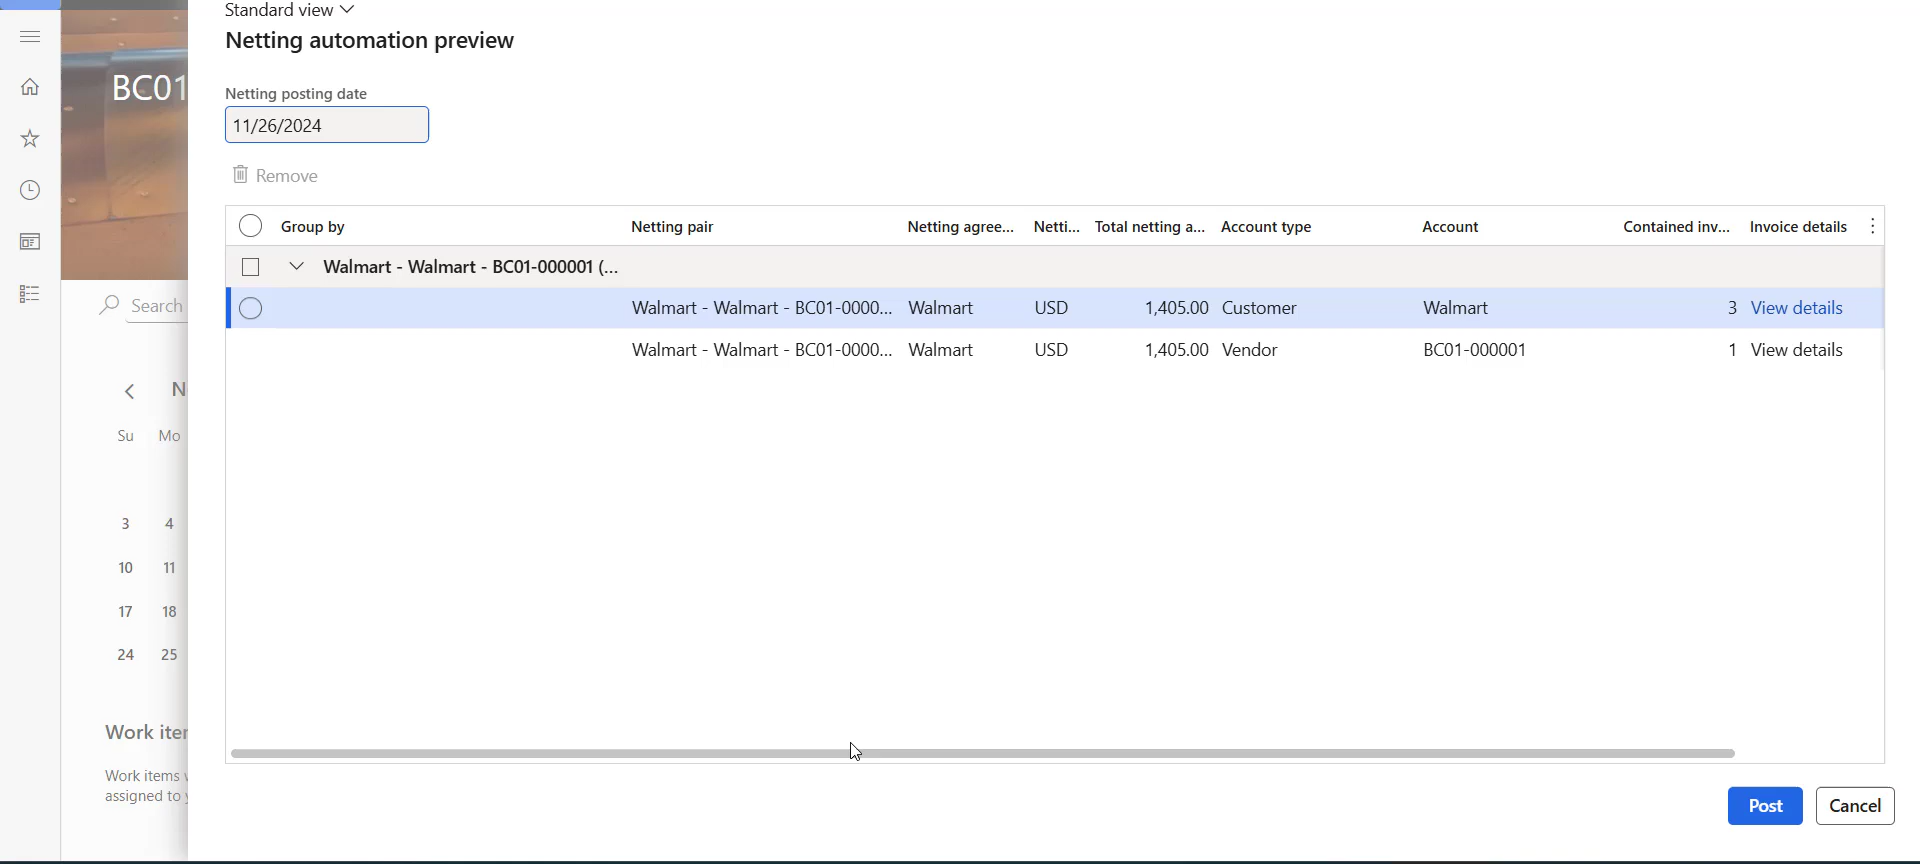 Standard view
Netting automation preview
BC01
Netting posting date
11/26/2024
Remove
Group by Netting pair Netting agree... Netti... Total netting a... Account type Account Contained inv... Invoice details
Walmart - Walmart - BC01-000001 (...
Walmart - Walmart - BC01-0000... Walmart USD 1,405.00 Customer Walmart 3 View details
Walmart - Walmart - BC01-0000... Walmart USD 1,405.00 Vendor BC01-000001 1 View details
Search
N
Su Mo
3 4
10 11
17 18
24 25
Work iter
Work items
assigned to
Post Cancel